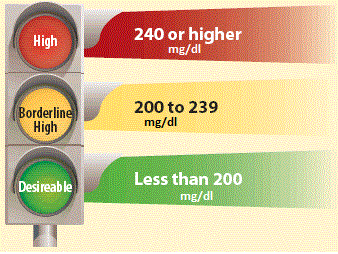 High
240 or higher
mg/dl
Borderline
High
200 to 239
mg/dl
Desireable
Less than 200
mg/dl